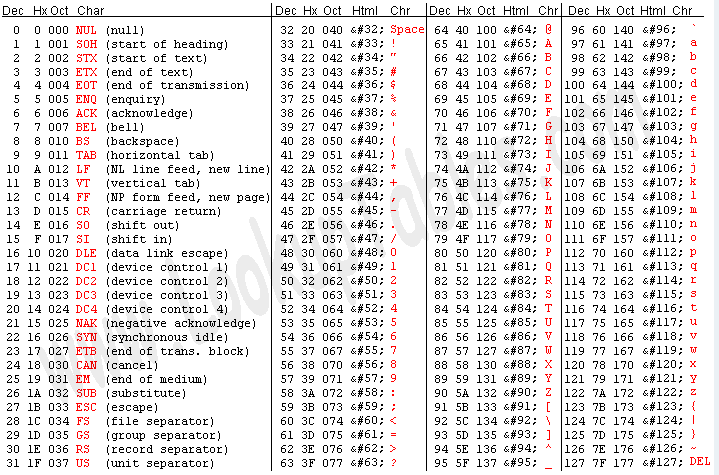 Dec Hx Oct Char Dec Hx Oct Html Chr Dec Hx Oct Html Chr Dec Hx Oct Html Chr
0 0 000 NUL (null) 32 20 040 &#32; Space 64 40 100 &#64; @ 96 60 140 &#96; `
1 1 001 SOH (start of heading) 33 21 041 &#33; ! 65 41 101 &#65; A 97 61 141 &#97; a
2 2 002 STX (start of text) 34 22 042 &#34; " 66 42 102 &#66; B 98 62 142 &#98; b
3 3 003 ETX (end of text) 35 23 043 &#35; # 67 43 103 &#67; C 99 63 143 &#99; c
4 4 004 EOT (end of transmission) 36 24 044 &#36; $ 68 44 104 &#68; D 100 64 144 &#100; d
5 5 005 ENQ (enquiry) 37 25 045 &#37; % 69 45 105 &#69; E 101 65 145 &#101; e
6 6 006 ACK (acknowledge) 38 26 046 &#38; & 70 46 106 &#70; F 102 66 146 &#102; f
7 7 007 BEL (bell) 39 27 047 &#39; ' 71 47 107 &#71; G 103 67 147 &#103; g
8 8 010 BS (backspace) 40 28 050 &#40; ( 72 48 110 &#72; H 104 68 150 &#104; h
9 9 011 TAB (horizontal tab) 41 29 051 &#41; ) 73 49 111 &#73; I 105 69 151 &#105; i
10 A 012 LF (NL line feed, new line) 42 2A 052 &#42; * 74 4A 112 &#74; J 106 6A 152 &#106; j
11 B 013 VT (vertical tab) 43 2B 053 &#43; + 75 4B 113 &#75; K 107 6B 153 &#107; k
12 C 014 FF (NP form feed, new page) 44 2C 054 &#44; , 76 4C 114 &#76; L 108 6C 154 &#108; l
13 D 015 CR (carriage return) 45 2D 055 &#45; - 77 4D 115 &#77; M 109 6D 155 &#109; m
14 E 016 SO (shift out) 46 2E 056 &#46; . 78 4E 116 &#78; N 110 6E 156 &#110; n
15 F 017 SI (shift in) 47 2F 057 &#47; / 79 4F 117 &#79; O 111 6F 157 &#111; o
16 10 020 DLE (data link escape) 48 30 060 &#48; 0 80 50 120 &#80; P 112 70 160 &#112; p
17 11 021 DC1 (device control 1) 49 31 061 &#49; 1 81 51 121 &#81; Q 113 71 161 &#113; q
18 12 022 DC2 (device control 2) 50 32 062 &#50; 2 82 52 122 &#82; R 114 72 162 &#114; r
19 13 023 DC3 (device control 3) 51 33 063 &#51; 3 83 53 123 &#83; S 115 73 163 &#115; s
20 14 024 DC4 (device control 4) 52 34 064 &#52; 4 84 54 124 &#84; T 116 74 164 &#116; t
21 15 025 NAK (negative acknowledge) 53 35 065 &#53; 5 85 55 125 &#85; U 117 75 165 &#117; u
22 16 026 SYN (synchronous idle) 54 36 066 &#54; 6 86 56 126 &#86; V 118 76 166 &#118; v
23 17 027 ETB (end of trans. block) 55 37 067 &#55; 7 87 57 127 &#87; W 119 77 167 &#119; w
24 18 030 CAN (cancel) 56 38 070 &#56; 8 88 58 130 &#88; X 120 78 170 &#120; x
25 19 031 EM (end of medium) 57 39 071 &#57; 9 89 59 131 &#89; Y 121 79 171 &#121; y
26 1A 032 SUB (substitute) 58 3A 072 &#58; : 90 5A 132 &#90; Z 122 7A 172 &#122; z
27 1B 033 ESC (escape) 59 3B 073 &#59; ; 91 5B 133 &#91; [ 123 7B 173 &#123; {
28 1C 034 FS (file separator) 60 3C 074 &#60; < 92 5C 134 &#92; \ 124 7C 174 &#124; |
29 1D 035 GS (group separator) 61 3D 075 &#61; = 93 5D 135 &#93; ] 125 7D 175 &#125; }
30 1E 036 RS (record separator) 62 3E 076 &#62; > 94 5E 136 &#94; ^ 126 7E 176 &#126; ~
31 1F 037 US (unit separator) 63 3F 077 &#63; ? 95 5F 137 &#95; _ 127 7F 177 &#127; DEL
www.LookupTables.com